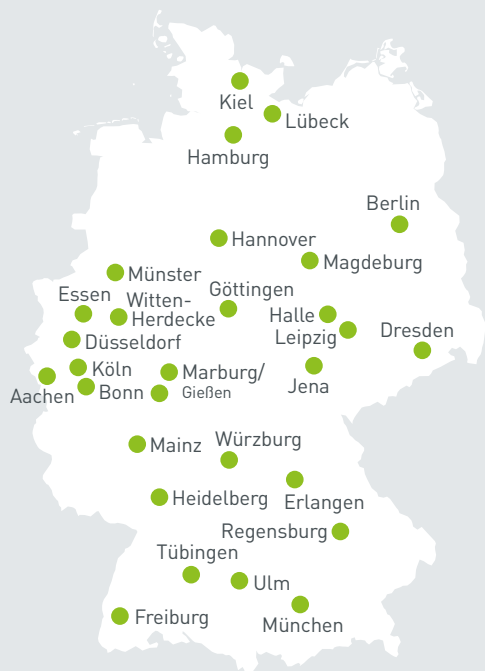 Kiel
Lübeck
Hamburg
Berlin
Hannover
Magdeburg
Münster
Göttingen
Essen
Witten-
Herdecke
Halle
Leipzig
Dresden
Düsseldorf
Köln
Marburg/
Gießen
Jena
Aachen
Bonn
Mainz
Würzburg
Heidelberg
Erlangen
Regensburg
Tübingen
Ulm
Freiburg
München